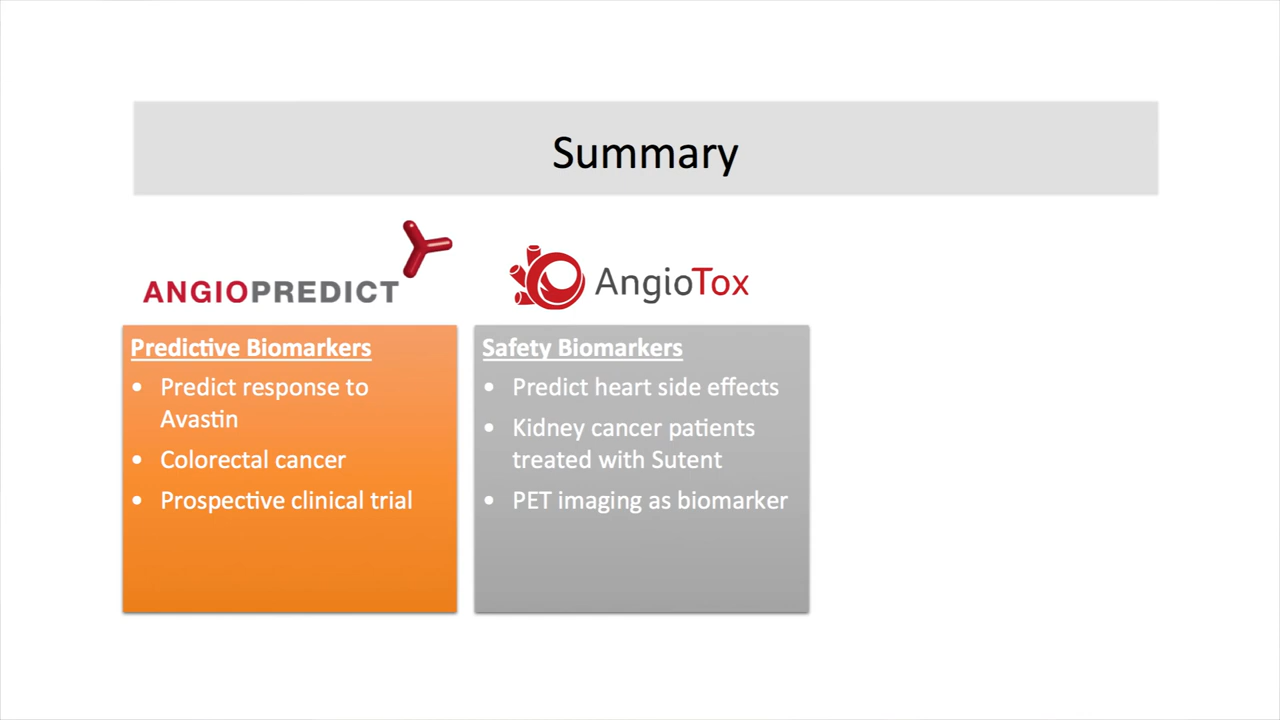 Summary
ANGIOPREDICT
Predictive Biomarkers
• Predict response to
Avastin
• Colorectal cancer
• Prospective clinical trial
AngioTox
Safety Biomarkers
• Predict heart side effects
• Kidney cancer patients
treated with Sutent
• PET imaging as biomarker